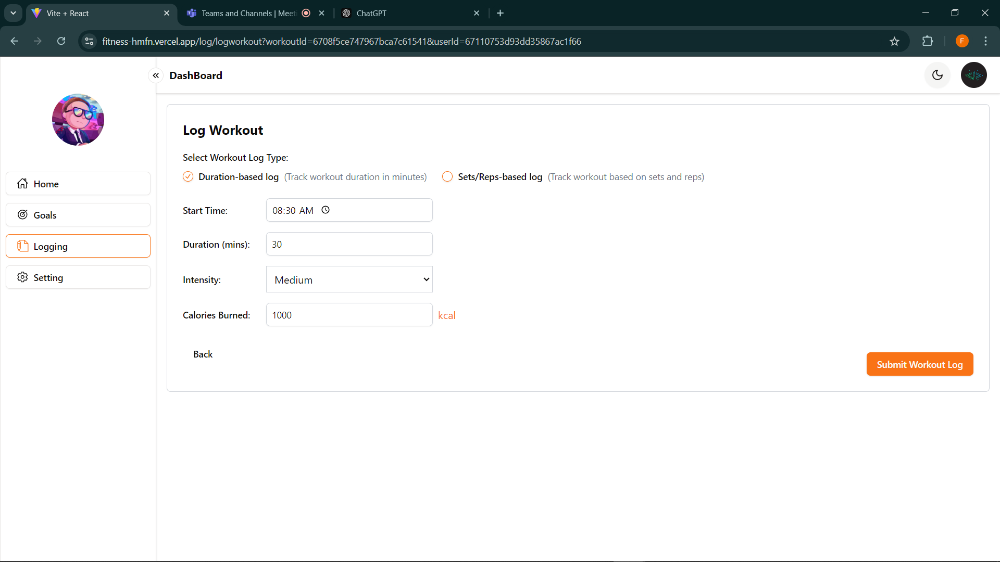 Vite + React
Teams and Channels | Meeti
ChatGPT
fitness-hmfn.vercel.app/log/logworkout?workoutId=6708f5ce747967bca7c61541&userId=67110753d93dd35867ac1f66
F
DashBoard
Home
Goals
Logging
Setting
Log Workout
Select Workout Log Type:
Duration-based log (Track workout duration in minutes) Sets/Reps-based log (Track workout based on sets and reps)
Start Time: 08:30 AM
Duration (mins): 30
Intensity: Medium
Calories Burned: 1000 kcal
Back
Submit Workout Log